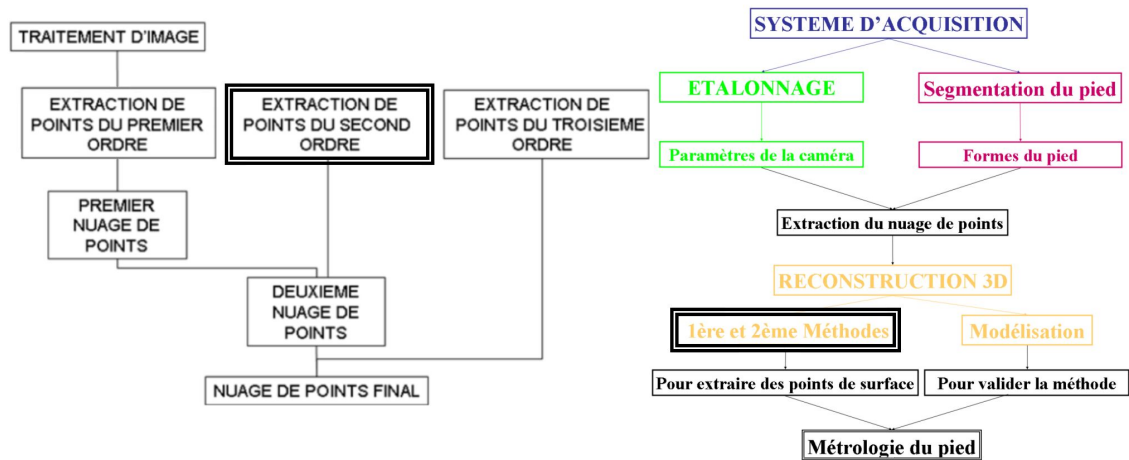 TRAITEMENT D'IMAGE
EXTRACTION DE
POINTS DU PREMIER
ORDRE
EXTRACTION DE
POINTS DU SECOND
ORDRE
EXTRACTION DE
POINTS DU TROISIEME
ORDRE
PREMIER
NUAGE DE
POINTS
DEUXIEME
NUAGE DE
POINTS
NUAGE DE POINTS FINAL
SYSTEME D'ACQUISITION
ETALONNAGE
Segmentation du pied
Paramètres de la caméra
Formes du pied
Extraction du nuage de points
RECONSTRUCTION 3D
1ère et 2ème Méthodes
Modélisation
Pour extraire des points de surface
Pour valider la méthode
Métrologie du pied